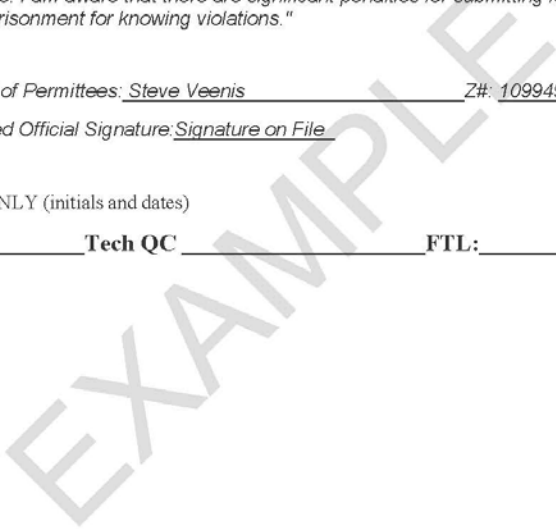 I am aware that there are significant penalties for submitting
risonment for knowing violations."
of Permittees: Steve Veenis Z#: 109945
ed Official Signature: Signature on File
NLY (initials and dates)
Tech QC FTL:
EXAMPLE